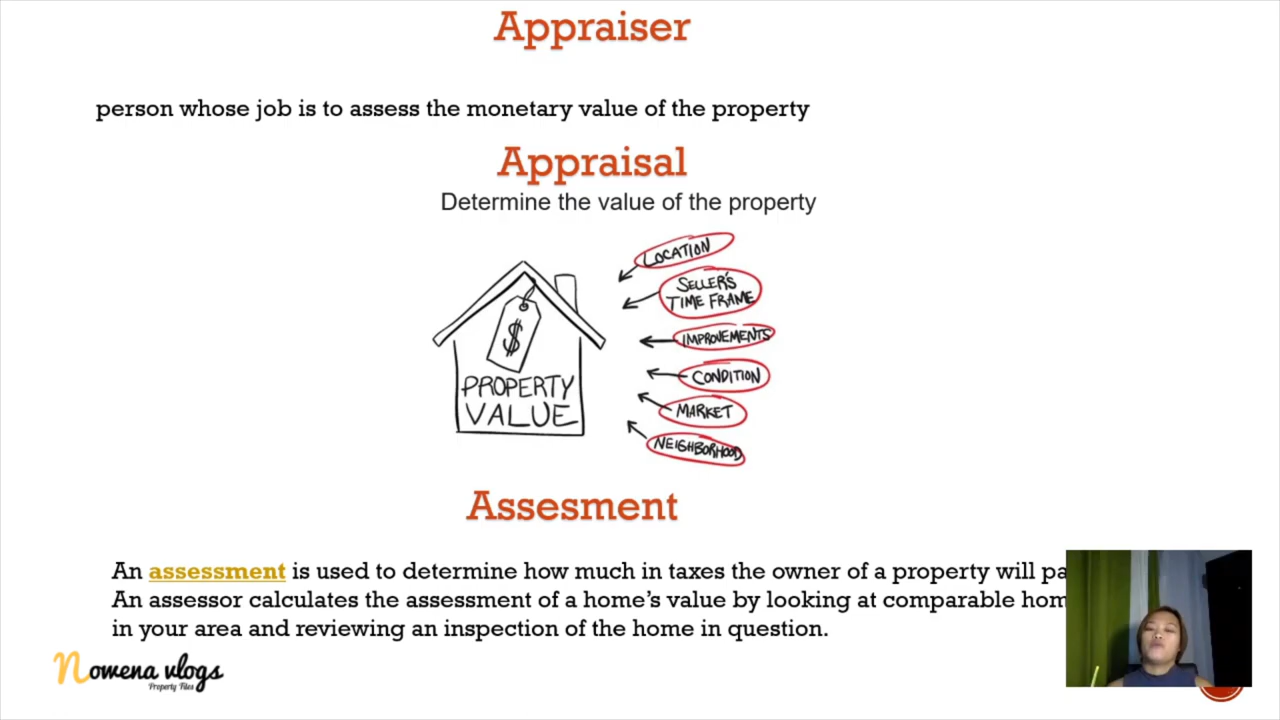 Appraiser
person whose job is to assess the monetary value of the property
Appraisal
Determine the value of the property
LOCATION
SELLER'S
TIME FRAME
IMPROVEMENTS
CONDITION
MARKET
NEIGHBORHOOD
$
PROPERTY
VALUE
Assesment
An assessment is used to determine how much in taxes the owner of a property will pa
An assessor calculates the assessment of a home's value by looking at comparable hom
in your area and reviewing an inspection of the home in question.
Nowena vlogs
Property Files